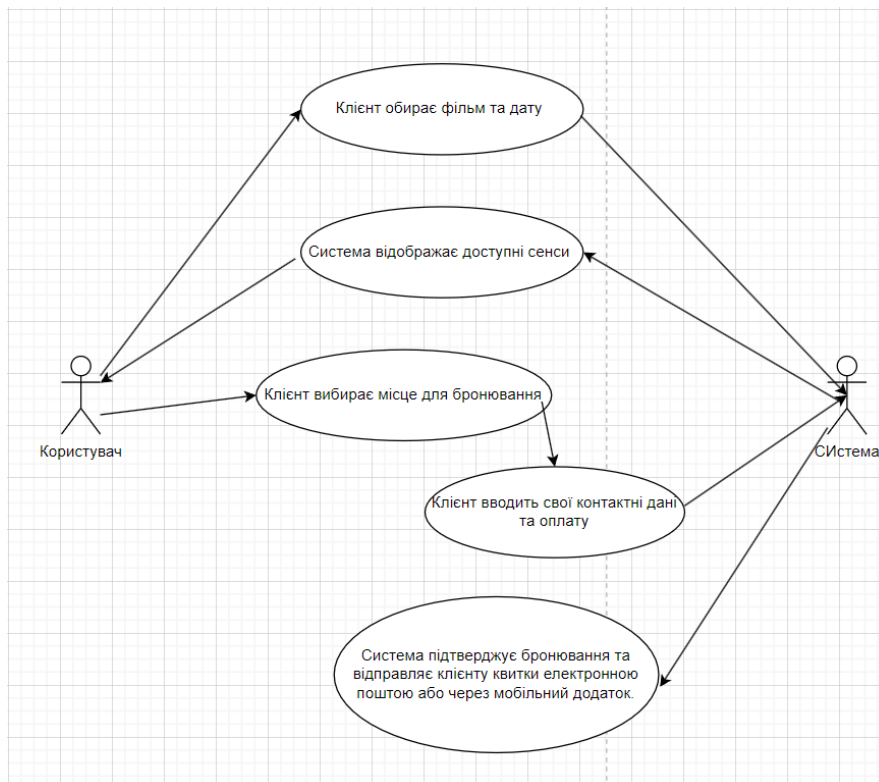 Клієнт обирає фільм та дату
Система відображає доступні сенси
Клієнт вибирає місце для бронювання
Користувач
СИстема
Клієнт вводить свої контактні дані
та оплату
Система підтверджує бронювання та
відправляє клієнту квитки електронною
поштою або через мобільний додаток.